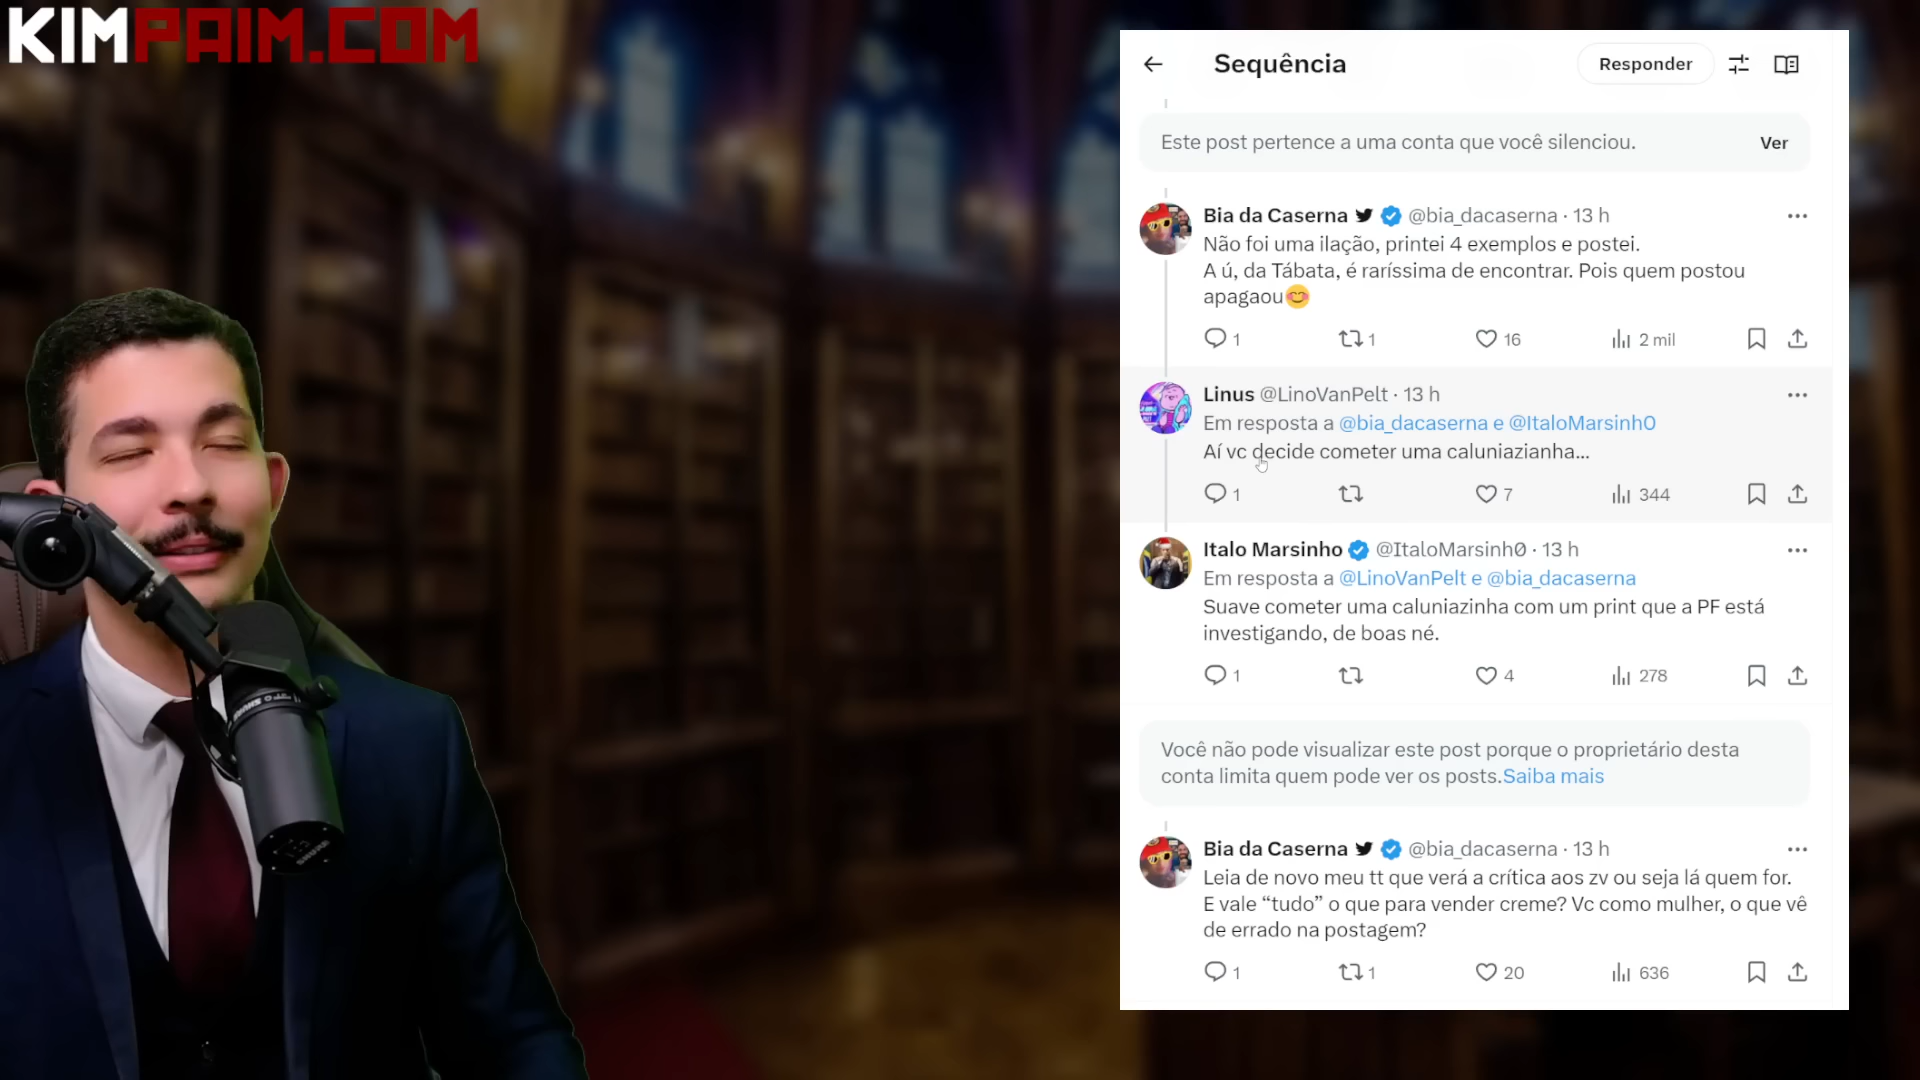 KIMPAIM.COM
Sequência
Responder
Este post pertence a uma conta que você silenciou.
Ver
Bia da Caserna @bia_dacaserna · 13 h
Não foi uma ilação, printei 4 exemplos e postei.
A ú, da Tábata, é raríssima de encontrar. Pois quem postou
apagaou😊
1 1 16 2 mil
Linus @LinoVanPelt · 13 h
Em resposta a @bia_dacaserna e @ItaloMarsinh0
Aí vc decide cometer uma caluniazianha...
1 7 344
Italo Marsinho @ItaloMarsinh0 · 13 h
Em resposta a @LinoVanPelt e @bia_dacaserna
Suave cometer uma caluniazinha com um print que a PF está
investigando, de boas né.
1 4 278
Você não pode visualizar este post porque o proprietário desta
conta limita quem pode ver os posts.Saiba mais
Bia da Caserna @bia_dacaserna · 13 h
Leia de novo meu tt que verá a crítica aos zv ou seja lá quem for.
E vale “tudo” o que para vender creme? Vc como mulher, o que vê
de errado na postagem?
1 1 20 636